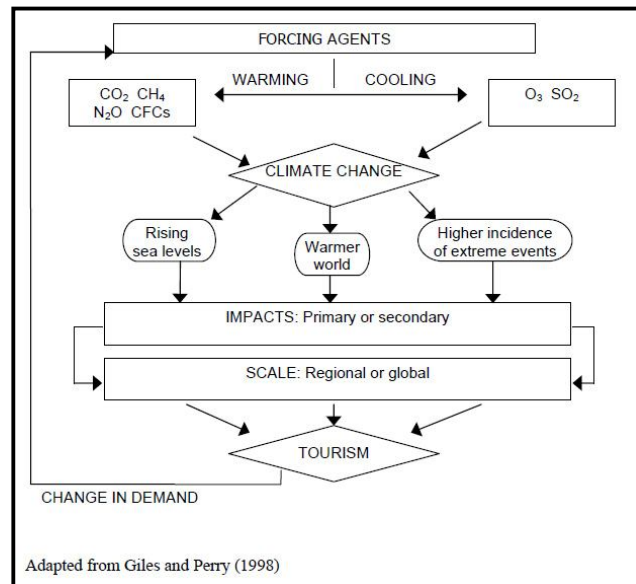 FORCING AGENTS
WARMING COOLING
CO₂ CH₄
N₂O CFCs
O₃ SO₂
CLIMATE CHANGE
Rising
sea levels
Warmer
world
Higher incidence
of extreme events
IMPACTS: Primary or secondary
SCALE: Regional or global
TOURISM
CHANGE IN DEMAND
Adapted from Giles and Perry (1998)